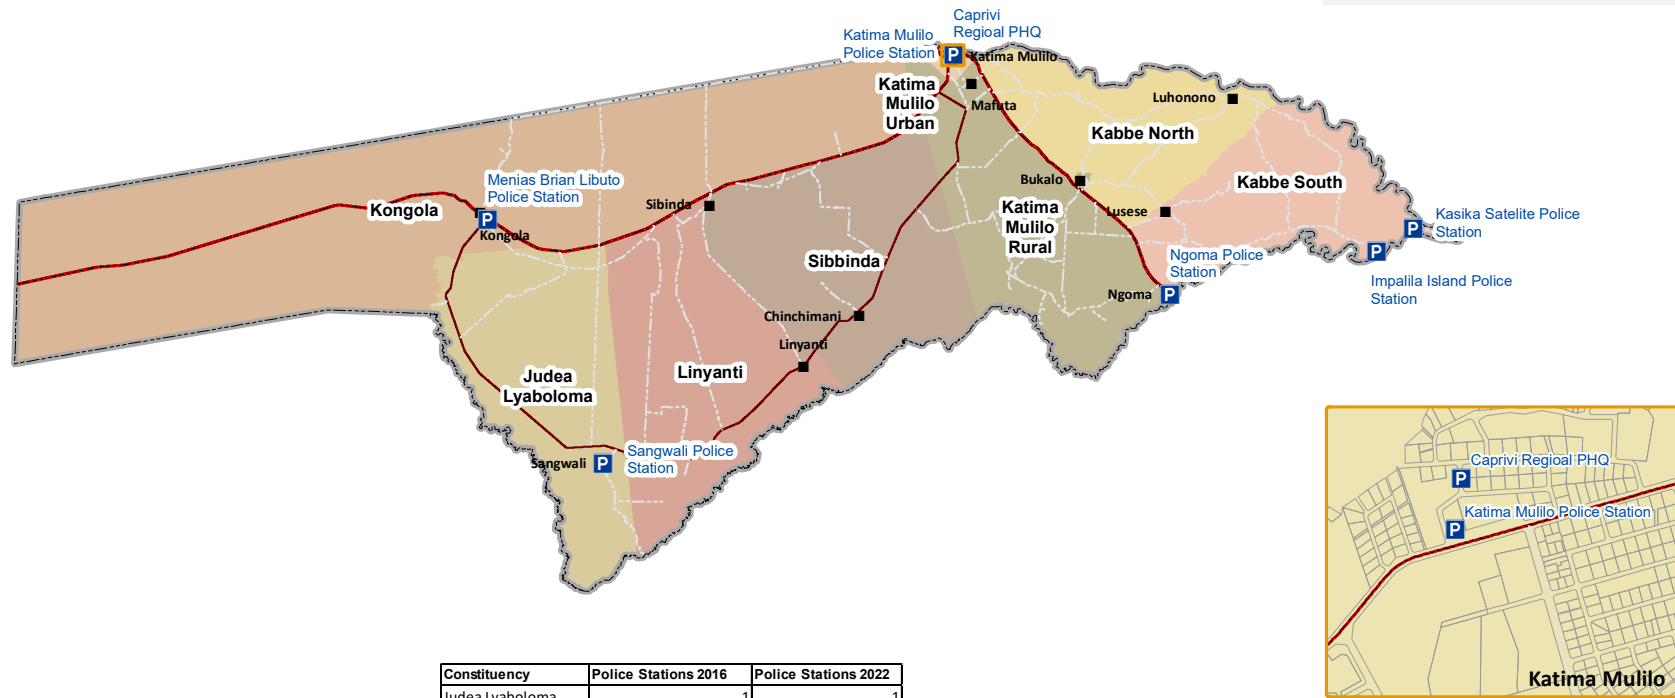 Caprivi
Regioal PHQ
Katima Mulilo
Police Station
P
Katima Mulilo
Katima
Mulilo
Urban
Mafuta
Luhonono
Kabbe North
Menias Brian Libuto
Police Station
Kongola
P
Kongola
Sibinda
Bukalo
Kabbe South
Katima
Mulilo
Rural
Lusese
Kasika Satelite Police
Station
P
P
Impalila Island Police
Station
Ngoma Police
Station
Ngoma
P
Sibbinda
Chinchimani
Linyanti
Linyanti
Judea
Lyaboloma
Sangwali
P
Sangwali Police
Station
Caprivi Regioal PHQ
P
Katima Mulilo Police Station
P
Katima Mulilo
Constituency Police Stations 2016 Police Stations 2022
Judea Lyaboloma 1 1